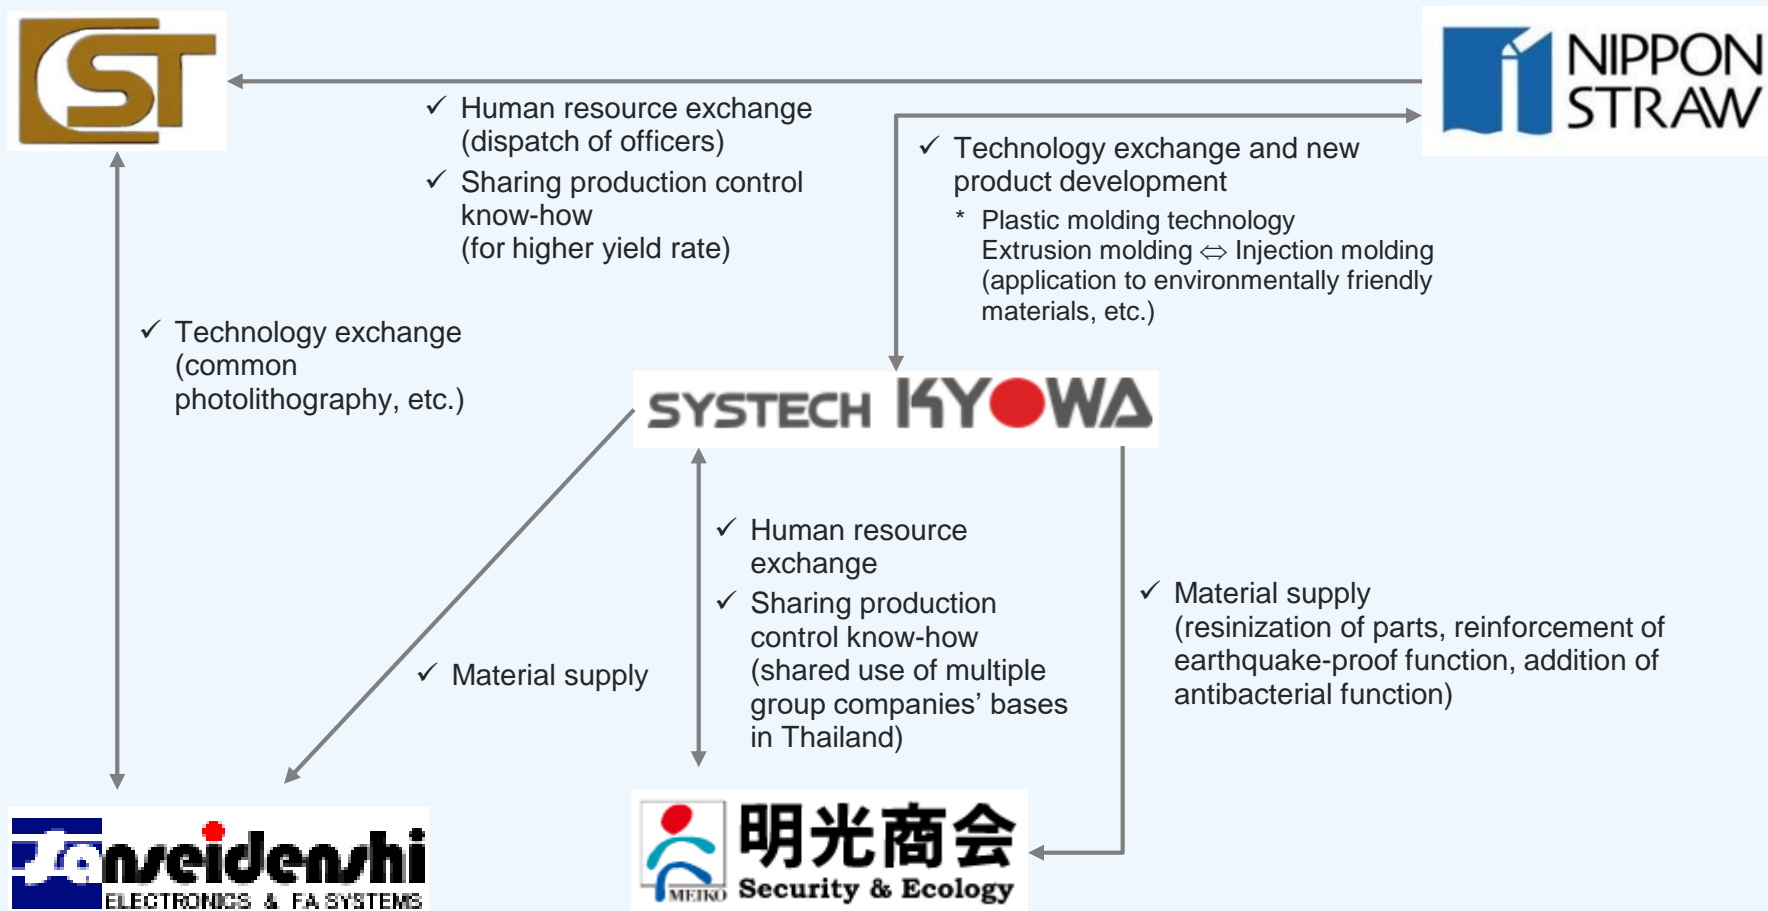 CST
NIPPON
STRAW
✓ Human resource exchange
(dispatch of officers)
✓ Sharing production control
know-how
(for higher yield rate)
✓ Technology exchange and new
product development
* Plastic molding technology
Extrusion molding ⇔ Injection molding
(application to environmentally friendly
materials, etc.)
✓ Technology exchange
(common
photolithography, etc.)
SYSTECH KYOWA
✓ Human resource
exchange
✓ Sharing production
control know-how
(shared use of multiple
group companies’ bases
in Thailand)
✓ Material supply
(resinization of parts, reinforcement of
earthquake-proof function, addition of
antibacterial function)
✓ Material supply
Sanseidenshi
ELECTRONICS & FA SYSTEMS
明光商会
MEIKO Security & Ecology